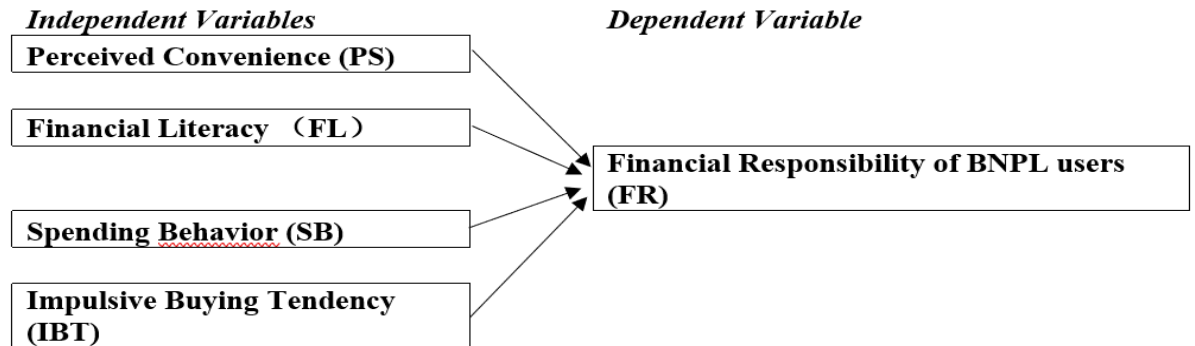 Independent Variables
Dependent Variable
Perceived Convenience (PS)
Financial Literacy （FL）
Financial Responsibility of BNPL users
(FR)
Spending Behavior (SB)
Impulsive Buying Tendency
(IBT)